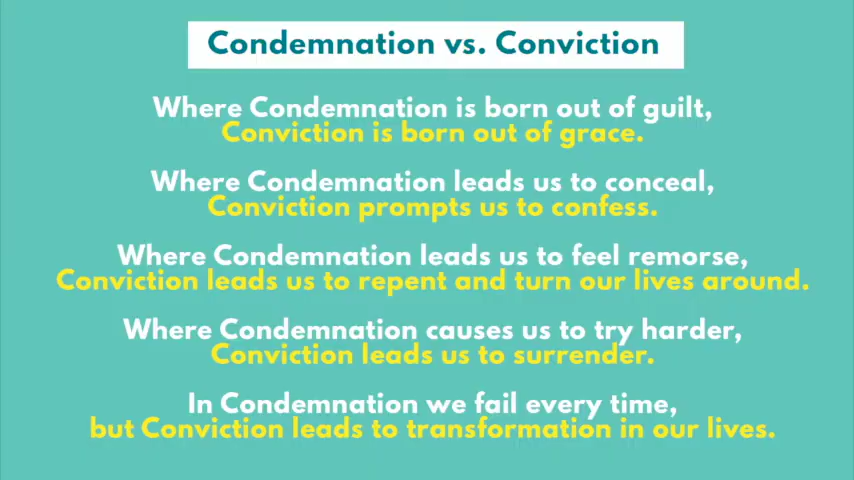 Condemnation vs. Conviction
Where Condemnation is born out of guilt,
Conviction is born out of grace.
Where Condemnation leads us to conceal,
Conviction prompts us to confess.
Where Condemnation leads us to feel remorse,
Conviction leads us to repent and turn our lives around.
Where Condemnation causes us to try harder,
Conviction leads us to surrender.
In Condemnation we fail every time,
but Conviction leads to transformation in our lives.